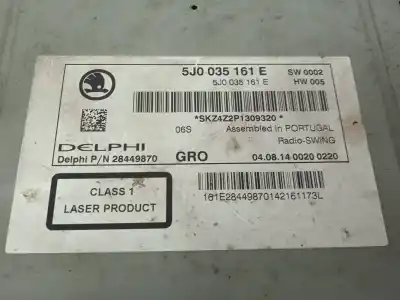 5J0 035 161 E SW 0002
5J0 035 161 E HW 005
*SKZ4Z2P1309320*
06S Assembled in PORTUGAL
DELPHI Radio-SWING
Delphi P/N 28449870 GRO 04.08.14 0020 0220
CLASS 1
LASER PRODUCT
161E28449870142161173L